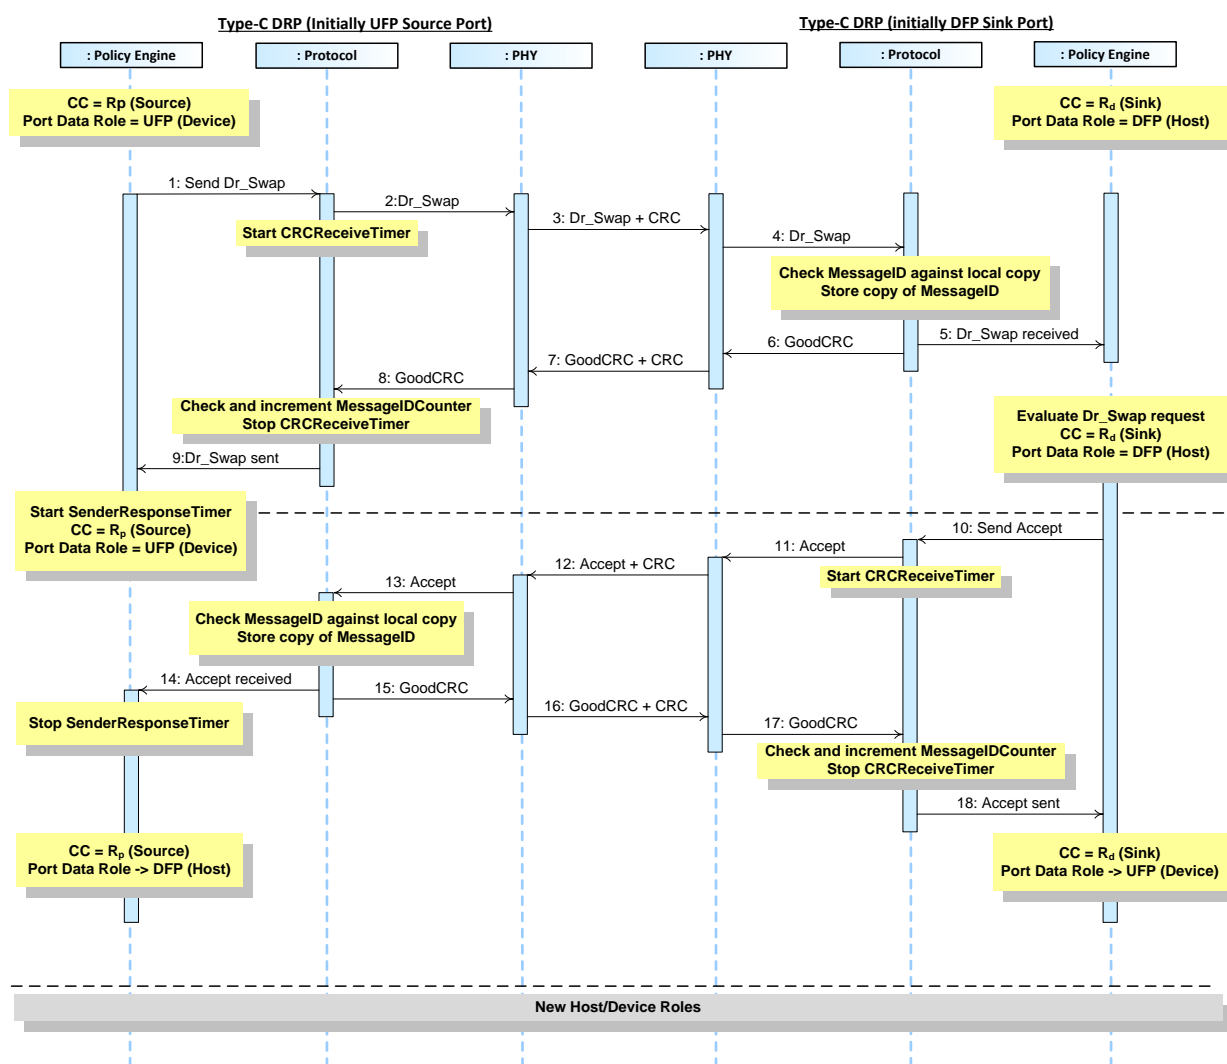 Type-C DRP (Initially UFP Source Port)
Type-C DRP (initially DFP Sink Port)
: Policy Engine
: Protocol
: PHY
: PHY
: Protocol
: Policy Engine
CC = Rp (Source)
Port Data Role = UFP (Device)
CC = Rd (Sink)
Port Data Role = DFP (Host)
1: Send Dr_Swap
2:Dr_Swap
Start CRCReceiveTimer
3: Dr_Swap + CRC
4: Dr_Swap
Check MessageID against local copy
Store copy of MessageID
5: Dr_Swap received
6: GoodCRC
7: GoodCRC + CRC
8: GoodCRC
Check and increment MessageIDCounter
Stop CRCReceiveTimer
Evaluate Dr_Swap request
CC = Rd (Sink)
Port Data Role = DFP (Host)
9:Dr_Swap sent
Start SenderResponseTimer
CC = Rp (Source)
Port Data Role = UFP (Device)
10: Send Accept
11: Accept
Start CRCReceiveTimer
12: Accept + CRC
13: Accept
Check MessageID against local copy
Store copy of MessageID
14: Accept received
15: GoodCRC
Stop SenderResponseTimer
16: GoodCRC + CRC
17: GoodCRC
Check and increment MessageIDCounter
Stop CRCReceiveTimer
18: Accept sent
CC = Rp (Source)
Port Data Role -> DFP (Host)
CC = Rd (Sink)
Port Data Role -> UFP (Device)
New Host/Device Roles